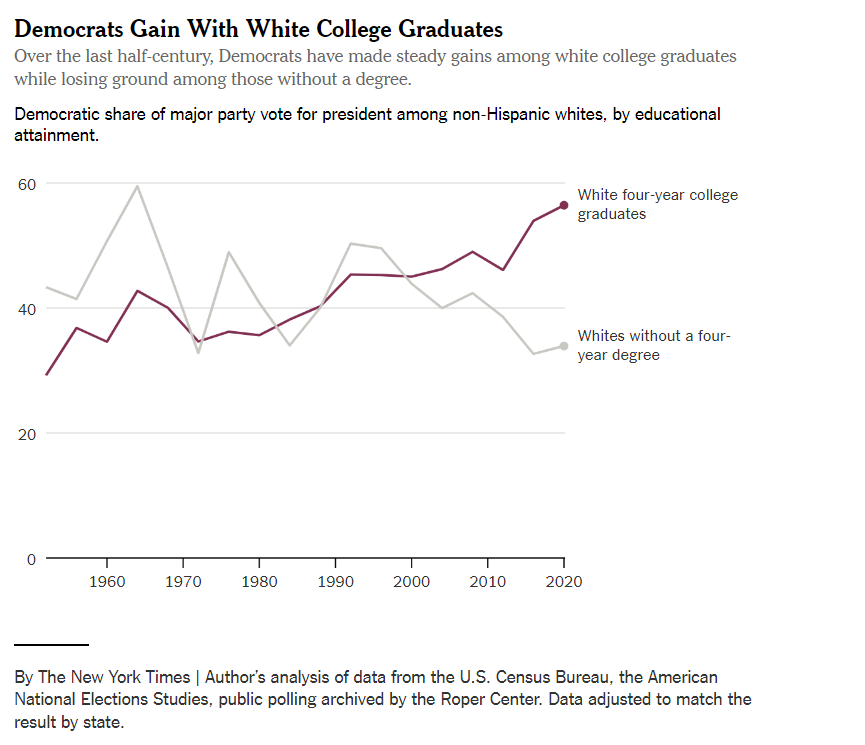 Democrats Gain With White College Graduates
Over the last half-century, Democrats have made steady gains among white college graduates
while losing ground among those without a degree.
Democratic share of major party vote for president among non-Hispanic whites, by educational
attainment.
60
White four-year college
graduates
40
Whites without a four-
year degree
20
0
1960 1970 1980 1990 2000 2010 2020
By The New York Times | Author’s analysis of data from the U.S. Census Bureau, the American
National Elections Studies, public polling archived by the Roper Center. Data adjusted to match the
result by state.